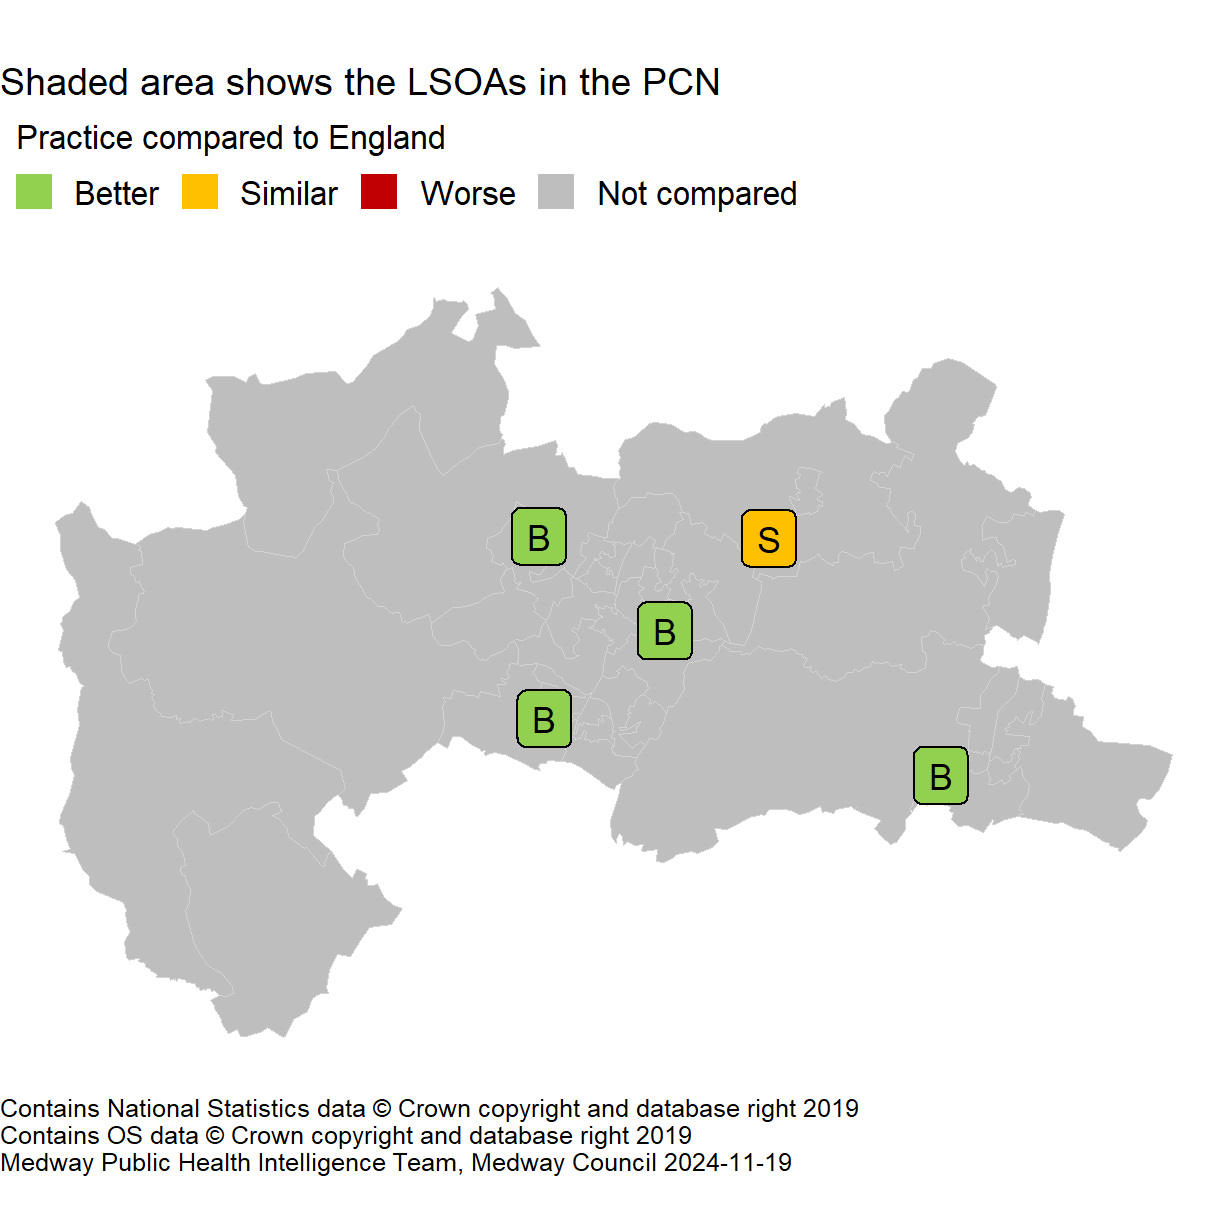 Shaded area shows the LSOAs in the PCN
Practice compared to England
Better Similar Worse Not compared
B
S
B
B
B
Contains National Statistics data © Crown copyright and database right 2019
Contains OS data © Crown copyright and database right 2019
Medway Public Health Intelligence Team, Medway Council 2024-11-19